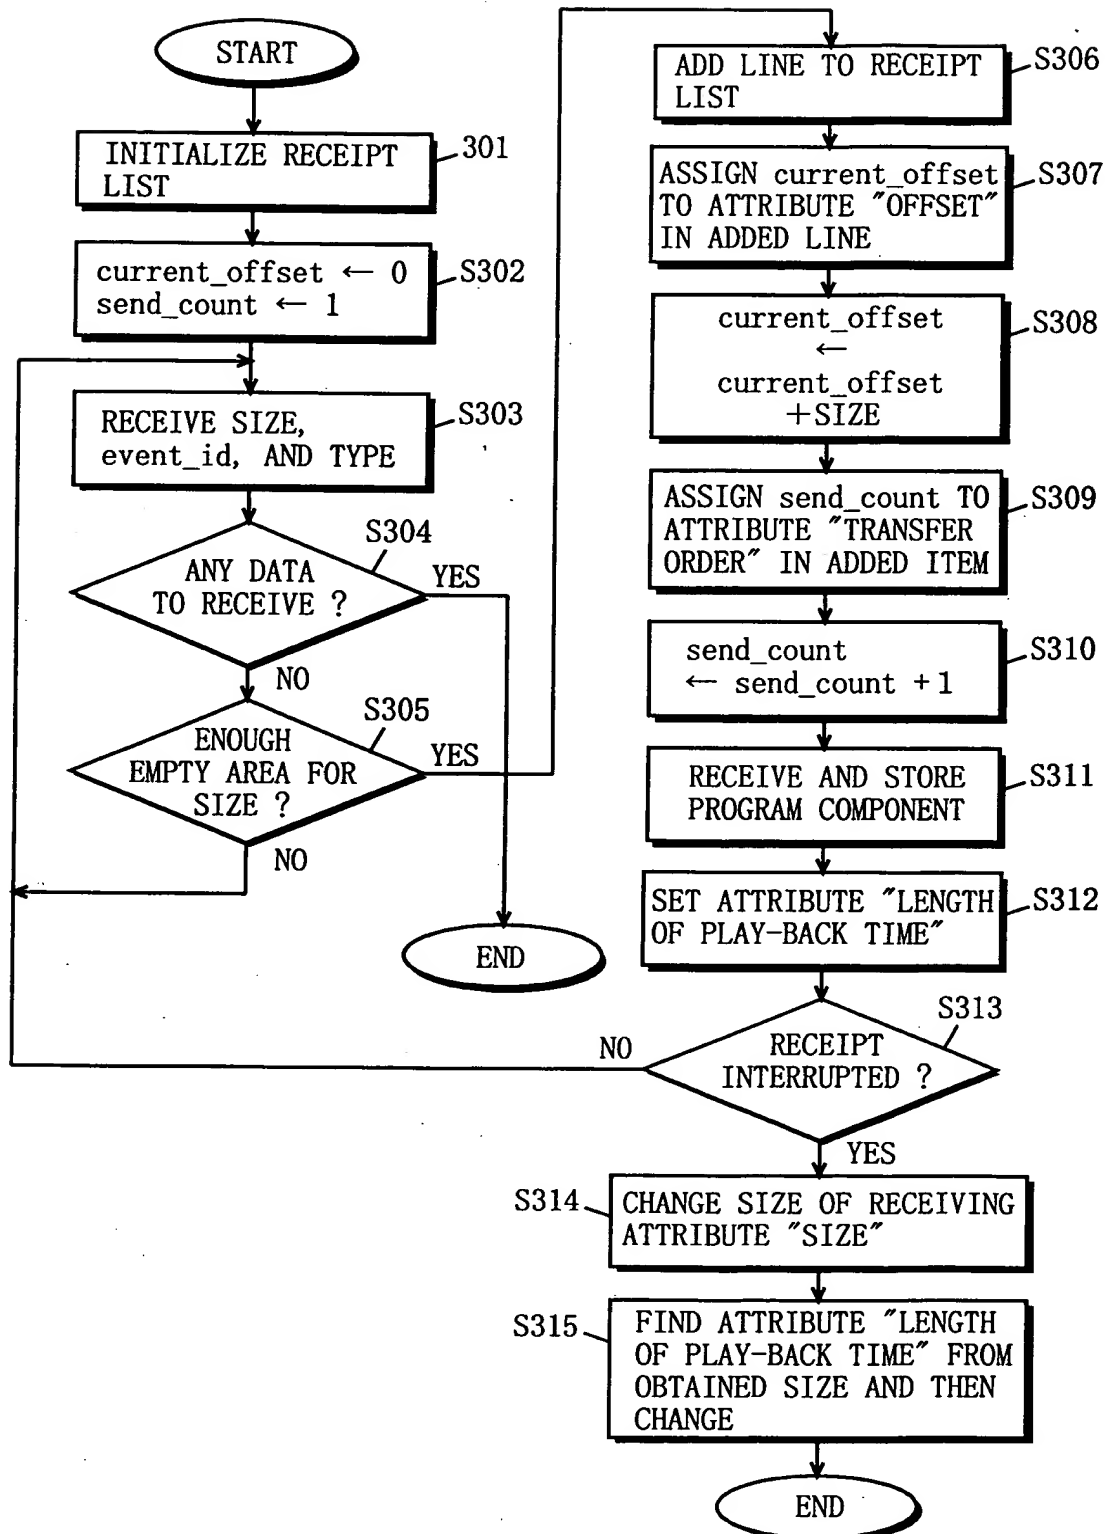 START
INITIALIZE RECEIPT
LIST
301
current_offset ← 0
send_count ← 1
S302
RECEIVE SIZE,
event_id, AND TYPE
S303
S304
ANY DATA
TO RECEIVE ?
YES
NO
S305
ENOUGH
EMPTY AREA FOR
SIZE ?
YES
NO
END
ADD LINE TO RECEIPT
LIST
S306
ASSIGN current_offset
TO ATTRIBUTE "OFFSET"
IN ADDED LINE
S307
current_offset
←
current_offset
+SIZE
S308
ASSIGN send_count TO
ATTRIBUTE "TRANSFER
ORDER" IN ADDED ITEM
S309
send_count
← send_count +1
S310
RECEIVE AND STORE
PROGRAM COMPONENT
S311
SET ATTRIBUTE "LENGTH
OF PLAY-BACK TIME"
S312
S313
RECEIPT
INTERRUPTED ?
NO
YES
S314
CHANGE SIZE OF RECEIVING
ATTRIBUTE "SIZE"
S315
FIND ATTRIBUTE "LENGTH
OF PLAY-BACK TIME" FROM
OBTAINED SIZE AND THEN
CHANGE
END